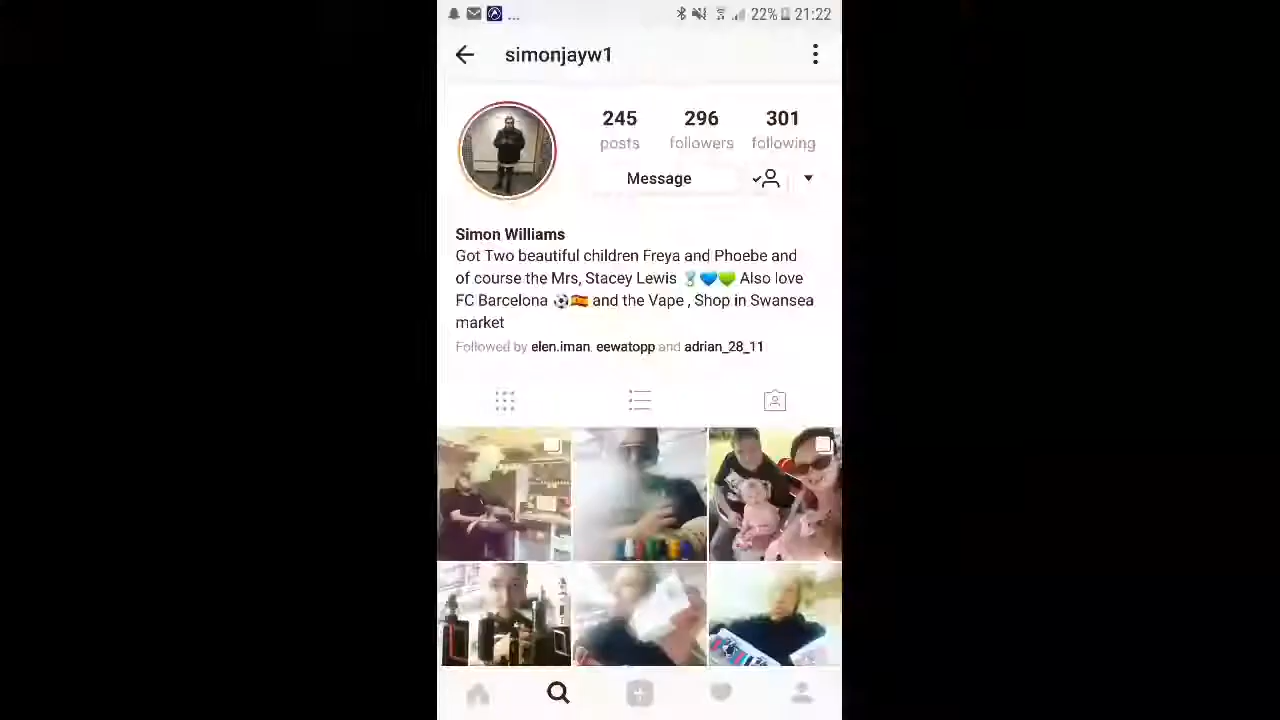 ... 22% 21:22
simonjayw1
245 296 301
posts followers following
Message
Simon Williams
Got Two beautiful children Freya and Phoebe and
of course the Mrs, Stacey Lewis 💈💙💚 Also love
FC Barcelona ⚽🇪🇸 and the Vape , Shop in Swansea
market
Followed by elen.iman, eewatopp and adrian_28_11